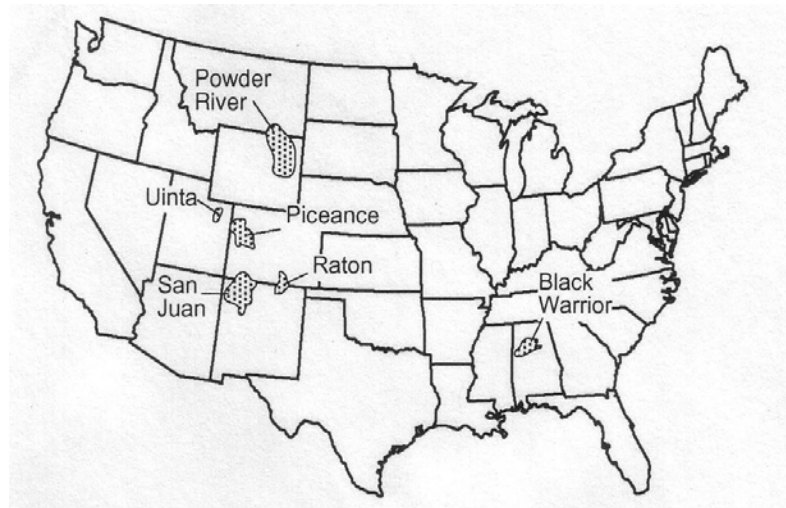 Powder
River
Uinta
Piceance
Raton
San
Juan
Black
Warrior